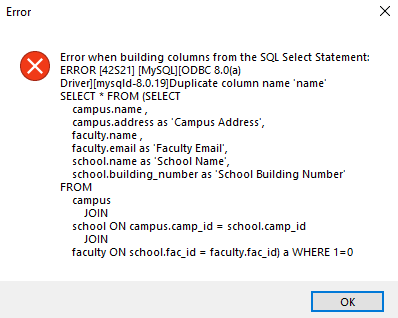 Error
Error when building columns from the SQL Select Statement:
ERROR [42S21] [MySQL][ODBC 8.0(a)
Driver][mysqld-8.0.19]Duplicate column name 'name'
SELECT * FROM (SELECT
campus.name ,
campus.address as 'Campus Address',
faculty.name ,
faculty.email as 'Faculty Email',
school.name as 'School Name',
school.building_number as 'School Building Number'
FROM
campus
JOIN
school ON campus.camp_id = school.camp_id
JOIN
faculty ON school.fac_id = faculty.fac_id) a WHERE 1=0
OK